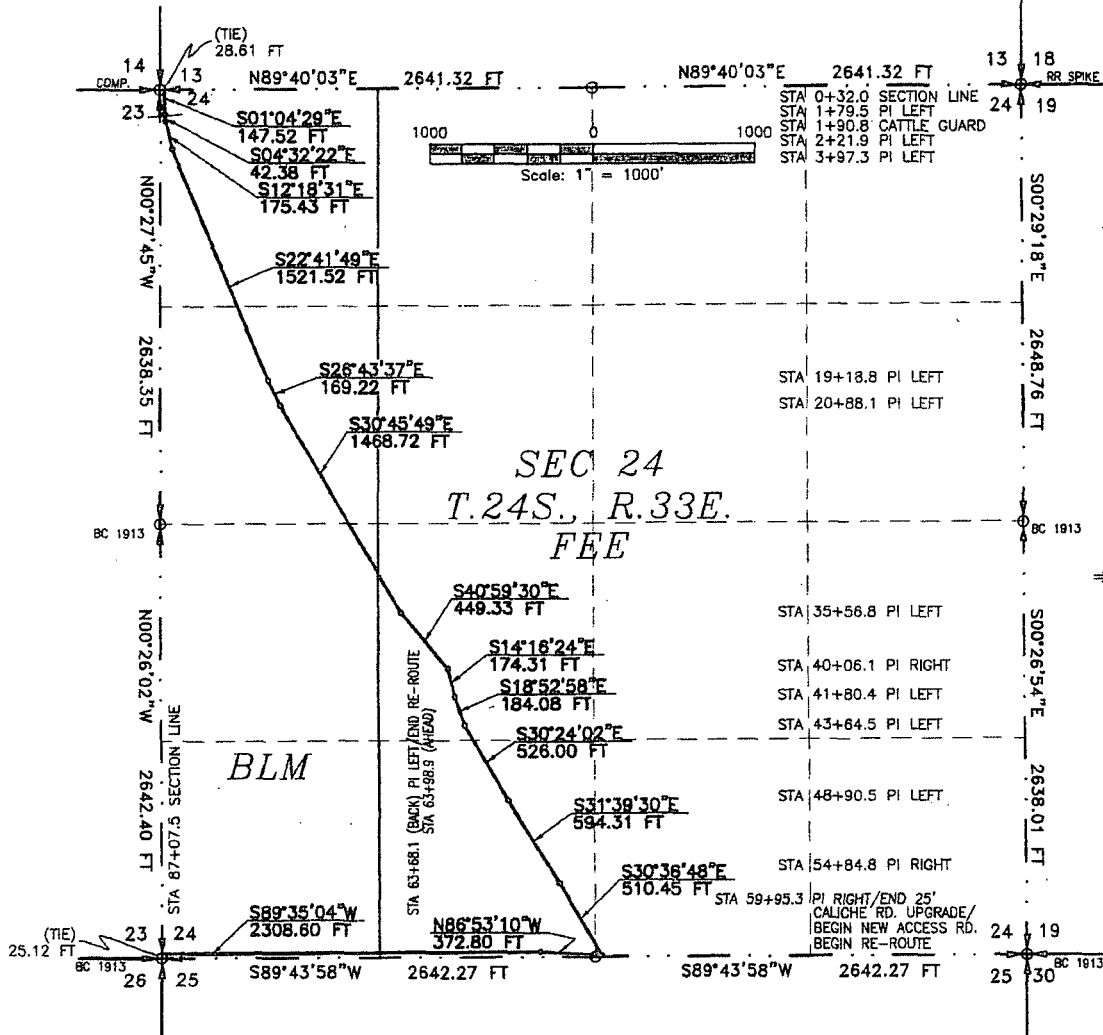 (TIE)
28.61 FT
14
13
COMP.
24
23
N89°40'03"E 2641.32 FT
N89°40'03"E 2641.32 FT
13
18
RR SPIKE
24
19
STA 0+32.0 SECTION LINE
STA 1+79.5 PI LEFT
STA 1+90.8 CATTLE GUARD
STA 2+21.9 PI LEFT
STA 3+97.3 PI LEFT
1000 0 1000
Scale: 1" = 1000'
S01°04'29"E
147.52 FT
S04°32'22"E
42.38 FT
S12°18'31"E
175.43 FT
N00°27'45"W
2638.35 FT
S00°29'18"E
2648.76 FT
S22°41'49"E
1521.52 FT
S26°43'37"E
169.22 FT
STA 19+18.8 PI LEFT
STA 20+88.1 PI LEFT
S30°45'49"E
1468.72 FT
SEC 24
T.24S., R.33E.
FEE
BC 1913
BC 1913
S40°59'30"E
449.33 FT
STA 35+56.8 PI LEFT
S14°16'24"E
174.31 FT
STA 40+06.1 PI RIGHT
S18°52'58"E
184.08 FT
STA 41+80.4 PI LEFT
STA 43+64.5 PI LEFT
N00°26'02"W
2642.40 FT
S00°26'54"E
2638.01 FT
STA 87+07.5 SECTION LINE
BLM
STA 63+68.1 (BACK) PI LEFT/END RE-ROUTE
STA 63+98.9 (AHEAD)
S30°24'02"E
526.00 FT
S31°39'30"E
594.31 FT
STA 48+90.5 PI LEFT
STA 54+84.8 PI RIGHT
S30°38'48"E
510.45 FT
STA 59+95.3 PI RIGHT/END 25'
CALICHE RD. UPGRADE/
BEGIN NEW ACCESS RD.
BEGIN RE-ROUTE
S89°35'04"W
2308.60 FT
N86°53'10"W
372.80 FT
(TIE)
25.12 FT
23
24
BC 1913
26
25
S89°43'58"W 2642.27 FT
S89°43'58"W 2642.27 FT
24
19
BC 1913
25
30